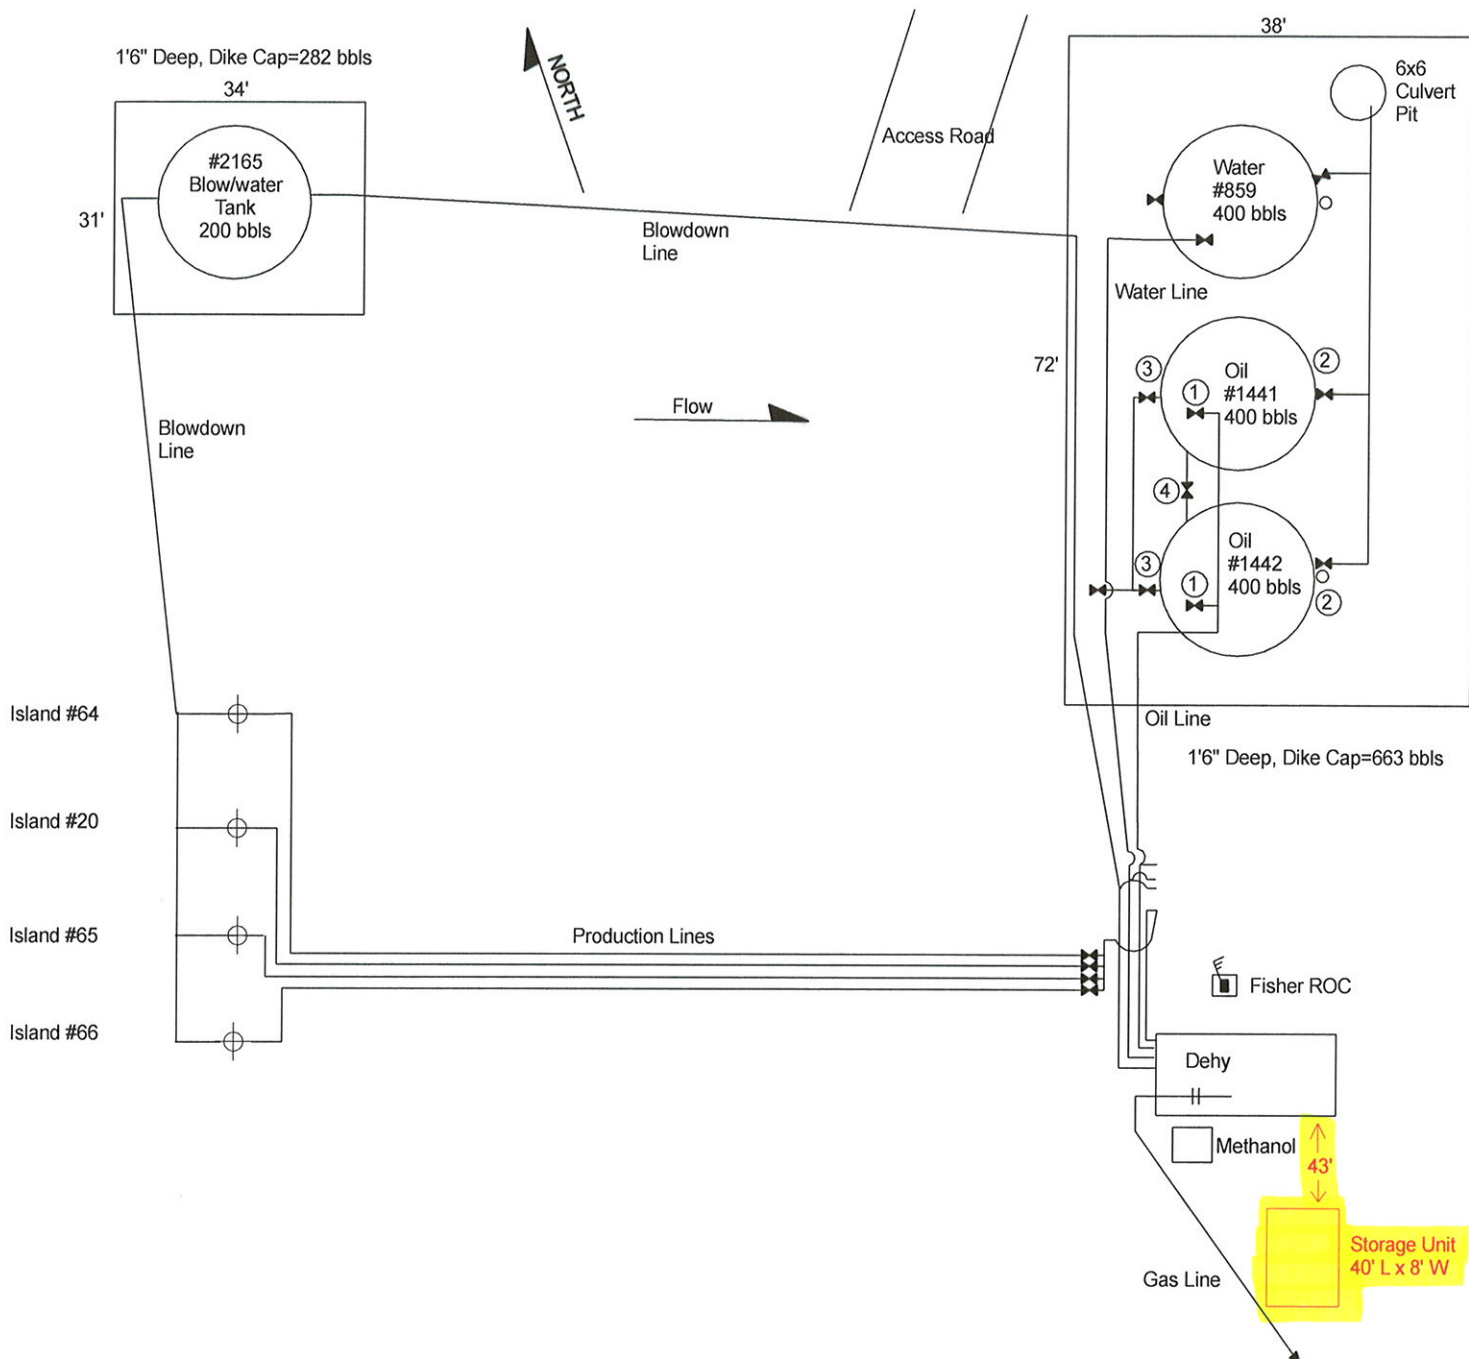 1'6" Deep, Dike Cap=282 bbls
34'
31'
#2165
Blow/water
Tank
200 bbls
NORTH
Access Road
38'
6x6
Culvert
Pit
Water
#859
400 bbls
Blowdown
Line
Water Line
72'
Oil
#1441
400 bbls
1
2
3
4
Flow
Blowdown
Line
Oil
#1442
400 bbls
3
1
2
Oil Line
1'6" Deep, Dike Cap=663 bbls
Island #64
Island #20
Island #65
Island #66
Production Lines
Fisher ROC
Dehy
Methanol
43'
Storage Unit
40' L x 8' W
Gas Line